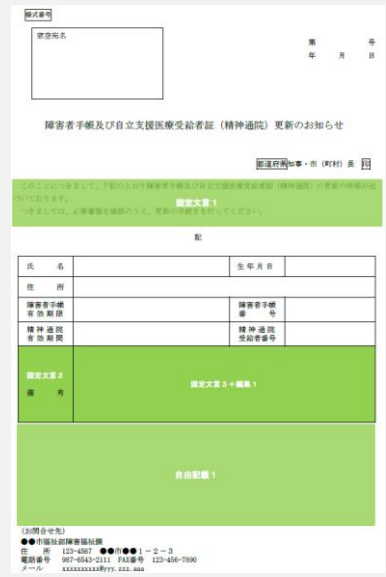 様式番号
窓空宛名
第 号
年 月 日
障害者手帳及び自立支援医療受給者証（精神通院）更新のお知らせ
都道府県知事・市（町村）長 印
このことにつきまして、下記のとおり障害者手帳及び自立支援医療受給者証（精神通院）の更新の時期が近
づいております。
固定文言1
つきましては、必要書類を確認のうえ、更新の手続きを行ってください。
記
氏 名 生年月日
住 所
障害者手帳 障害者手帳
有効期限 番 号
精神通院 精神通院
有効期間 受給者番号
固定文言2
備 考
固定文言3+編集1
自由記載1
（お問合せ先）
●●市福祉部障害福祉課
住 所 123-4567 ●●市●●1－2－3
電話番号 987-6543-2111 FAX番号 123-456-7890
メール xxxxxxxxxx@yyy.zzz.aaa